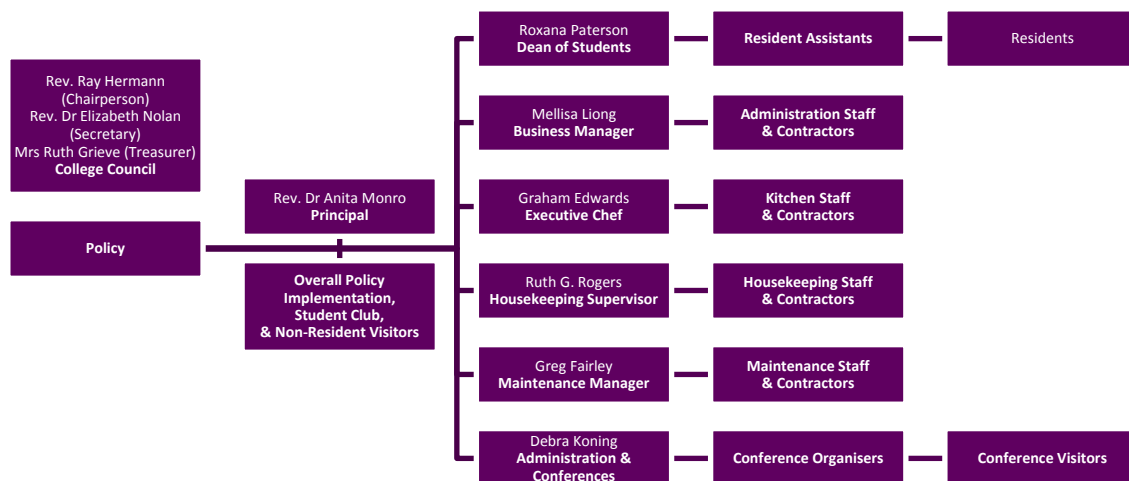 Rev. Ray Hermann
(Chairperson)
Rev. Dr Elizabeth Nolan
(Secretary)
Mrs Ruth Grieve (Treasurer)
College Council
Policy
Rev. Dr Anita Monro
Principal
Overall Policy
Implementation,
Student Club,
& Non-Resident Visitors
Roxana Paterson
Dean of Students
Resident Assistants
Residents
Mellisa Liong
Business Manager
Administration Staff
& Contractors
Graham Edwards
Executive Chef
Kitchen Staff
& Contractors
Ruth G. Rogers
Housekeeping Supervisor
Housekeeping Staff
& Contractors
Greg Fairley
Maintenance Manager
Maintenance Staff
& Contractors
Debra Koning
Administration &
Conferences
Conference Organisers
Conference Visitors